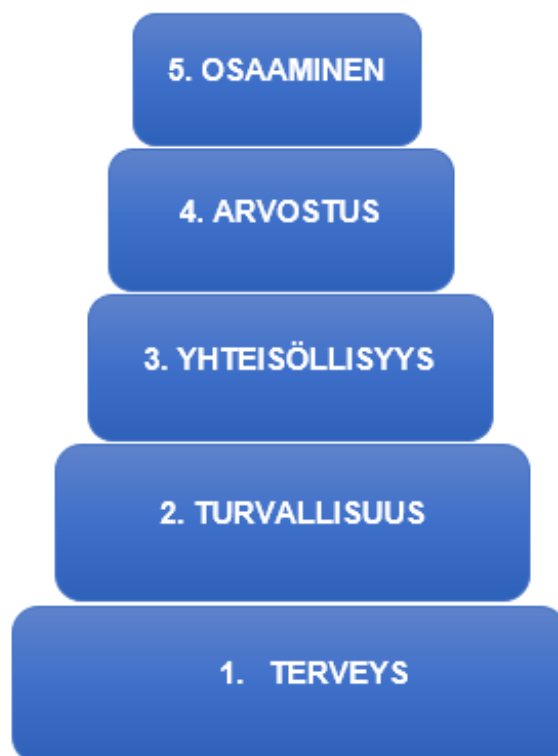 5. OSAAMINEN
4. ARVOSTUS
3. YHTEISÖLLISYYS
2. TURVALLISUUS
1. TERVEYS